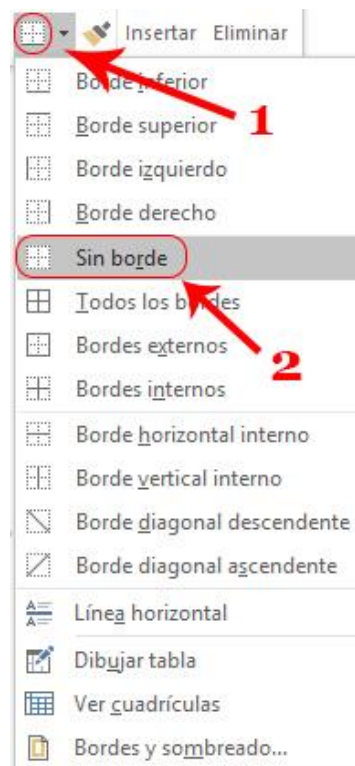 Insertar Eliminar
Borde inferior
1
Borde superior
Borde izquierdo
Borde derecho
Sin borde
Todos los bordes
Bordes externos
2
Bordes internos
Borde horizontal interno
Borde vertical interno
Borde diagonal descendente
Borde diagonal ascendente
Línea horizontal
Dibujar tabla
Ver cuadrículas
Bordes y sombreado...